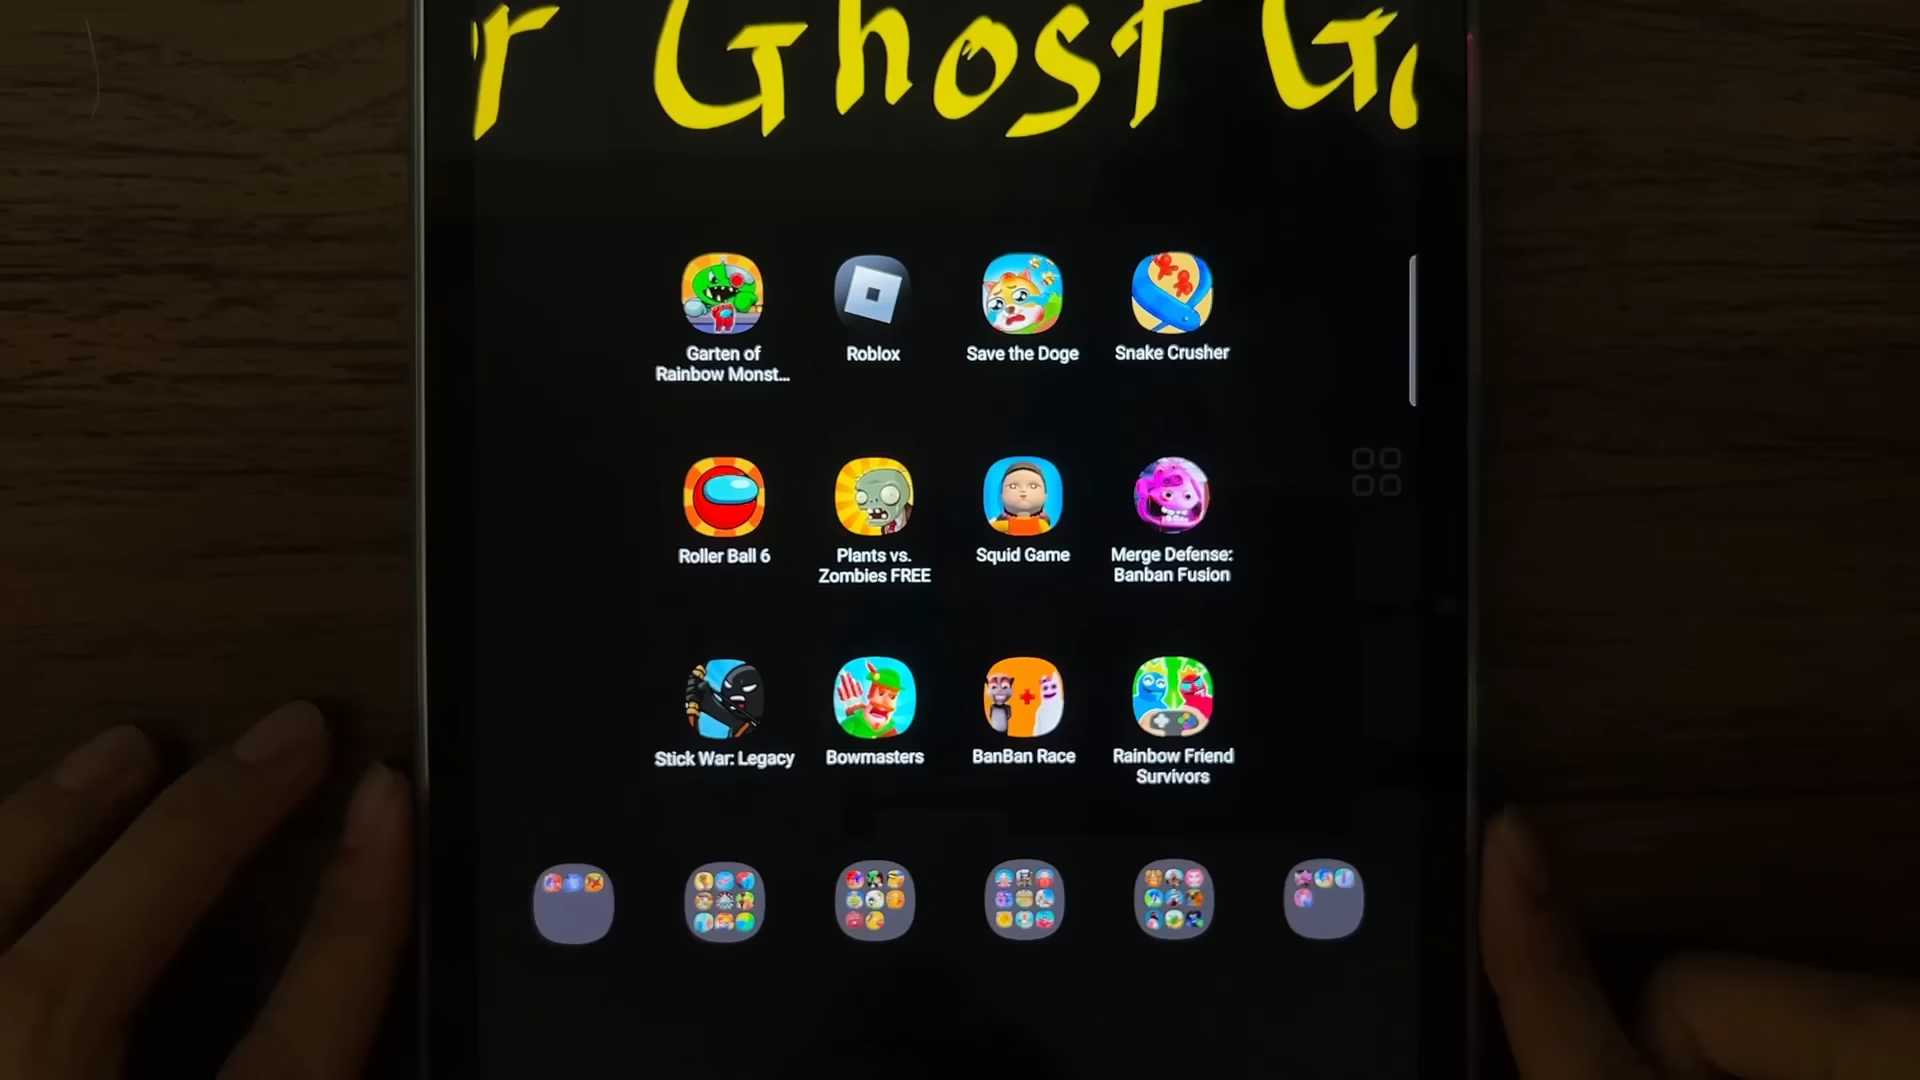 r Ghost Ga
Garten of
Rainbow Monst...
Roblox
Save the Doge
Snake Crusher
Roller Ball 6
Plants vs.
Zombies FREE
Squid Game
Merge Defense:
Banban Fusion
Stick War: Legacy
Bowmasters
BanBan Race
Rainbow Friend
Survivors